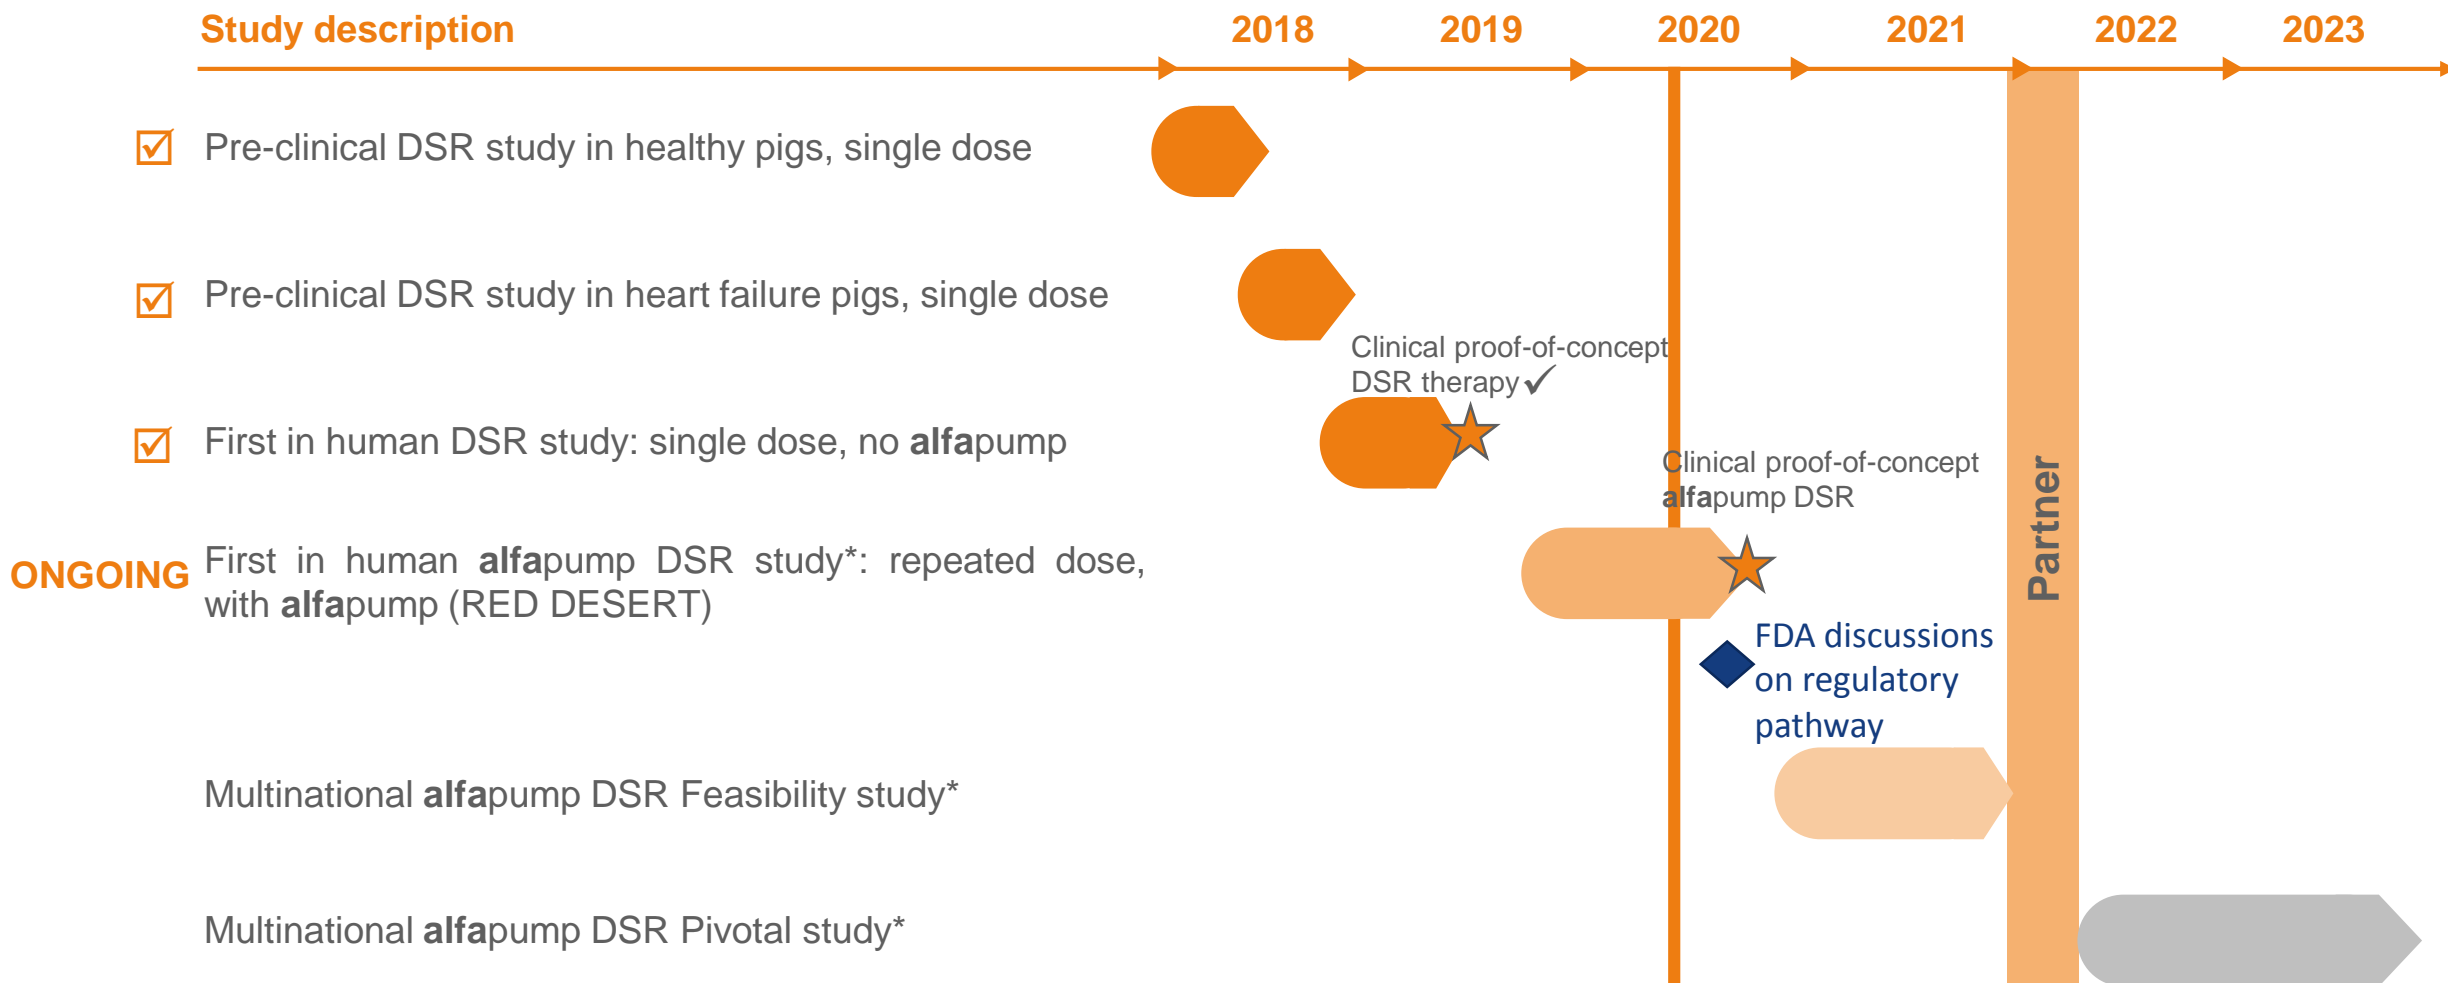 Study description 2018 2019 2020 2021 2022 2023
Pre-clinical DSR study in healthy pigs, single dose
Pre-clinical DSR study in heart failure pigs, single dose
Clinical proof-of-concept
DSR therapy
First in human DSR study: single dose, no alfapump
Clinical proof-of-concept
alfapump DSR
Partner
ONGOING
First in human alfapump DSR study*: repeated dose,
with alfapump (RED DESERT)
FDA discussions
on regulatory
pathway
Multinational alfapump DSR Feasibility study*
Multinational alfapump DSR Pivotal study*